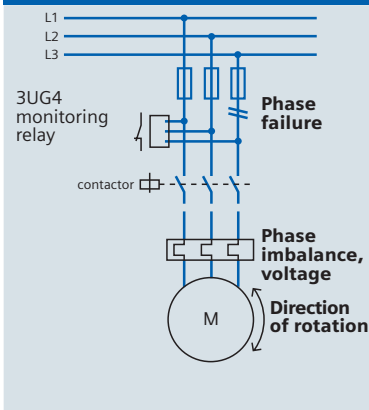 L1
L2
L3
3UG4
monitoring
relay
Phase
failure
contactor
Phase
imbalance,
voltage
M
Direction
of rotation